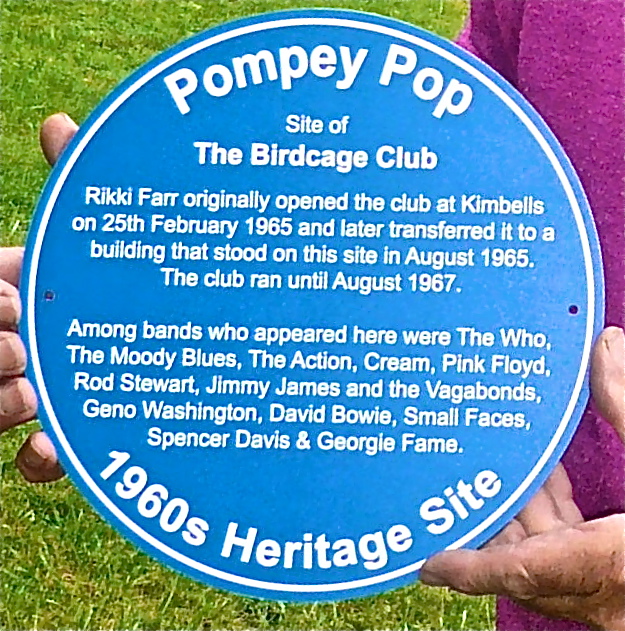 Pompey Pop
Site of
The Birdcage Club
Rikki Farr originally opened the club at Kimbells
on 25th February 1965 and later transferred it to a
building that stood on this site in August 1965.
The club ran until August 1967.
Among bands who appeared here were The Who,
The Moody Blues, The Action, Cream, Pink Floyd,
Rod Stewart, Jimmy James and the Vagabonds,
Geno Washington, David Bowie, Small Faces,
Spencer Davis & Georgie Fame.
1960s Heritage Site